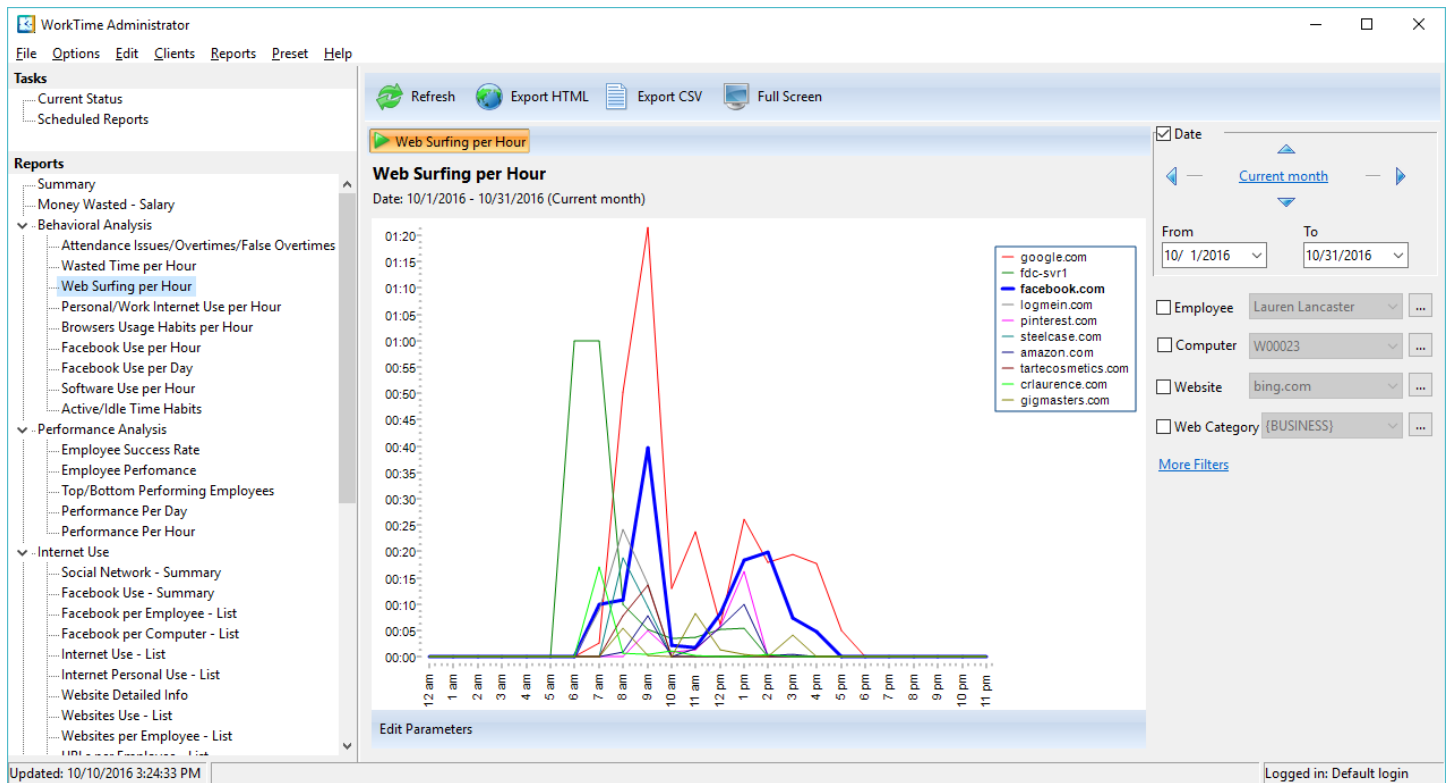 WorkTime Administrator
File Options Edit Clients Reports Preset Help
Tasks
Current Status
Scheduled Reports
Reports
Summary
Money Wasted - Salary
Behavioral Analysis
Attendance Issues/Overtimes/False Overtimes
Wasted Time per Hour
Web Surfing per Hour
Personal/Work Internet Use per Hour
Browsers Usage Habits per Hour
Facebook Use per Hour
Facebook Use per Day
Software Use per Hour
Active/Idle Time Habits
Performance Analysis
Employee Success Rate
Employee Perfomance
Top/Bottom Performing Employees
Performance Per Day
Performance Per Hour
Internet Use
Social Network - Summary
Facebook Use - Summary
Facebook per Employee - List
Facebook per Computer - List
Internet Use - List
Internet Personal Use - List
Website Detailed Info
Websites Use - List
Websites per Employee - List
Refresh Export HTML Export CSV Full Screen
Web Surfing per Hour
Web Surfing per Hour
Date: 10/1/2016 - 10/31/2016 (Current month)
01:20
01:15
01:10
01:05
01:00
00:55
00:50
00:45
00:40
00:35
00:30
00:25
00:20
00:15
00:10
00:05
00:00
12 am 1 am 2 am 3 am 4 am 5 am 6 am 7 am 8 am 9 am 10 am 11 am 12 pm 1 pm 2 pm 3 pm 4 pm 5 pm 6 pm 7 pm 8 pm 9 pm 10 pm 11 pm
google.com
fdc-svr1
facebook.com
logmein.com
pinterest.com
steelcase.com
amazon.com
tartecosmetics.com
crlaurence.com
gigmasters.com
Edit Parameters
Date
Current month
From To
10/ 1/2016 10/31/2016
Employee Lauren Lancaster ...
Computer W00023 ...
Website bing.com ...
Web Category {BUSINESS} ...
More Filters
Updated: 10/10/2016 3:24:33 PM
Logged in: Default login